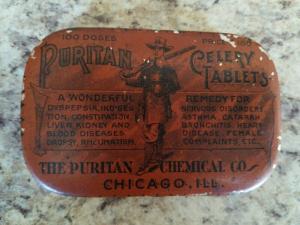 100 DOSES
PRICE
PURITAN
CELERY
TABLETS
A WONDERFUL
REMEDY FOR
DYSPEPSIA, INDIGES-
NERVOUS DISORDERS
TION, CONSTIPATION,
ASTHMA, CATARRH
LIVER, KIDNEY AND
BRONCHITIS, HEART
BLOOD DISEASES,
DISEASE, FEMALE
DROPSY, RHEUMATISM,
COMPLAINTS, ETC.
THE PURITAN CHEMICAL CO
CHICAGO, ILL.